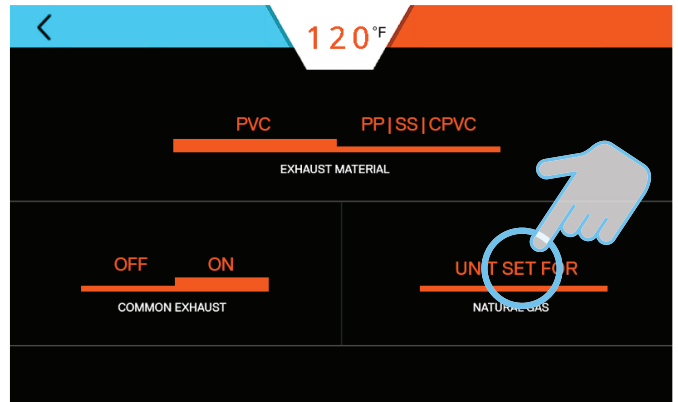 120°F
PVC PP|SS|CPVC
EXHAUST MATERIAL
OFF ON
COMMON EXHAUST
UNIT SET FOR
NATURAL GAS